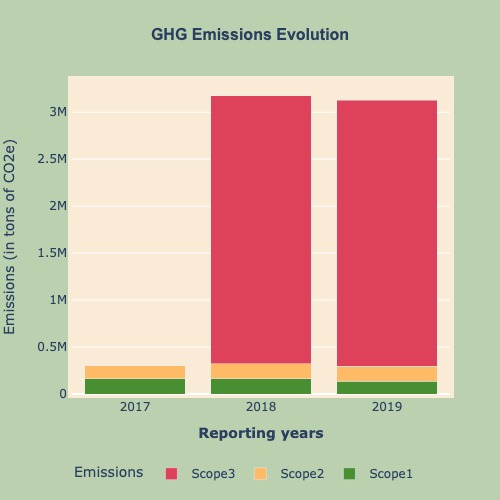 GHG Emissions Evolution
Emissions (in tons of CO2e)
3M
2.5M
2M
1.5M
1M
0.5M
0
2017 2018 2019
Reporting years
Emissions Scope3 Scope2 Scope1